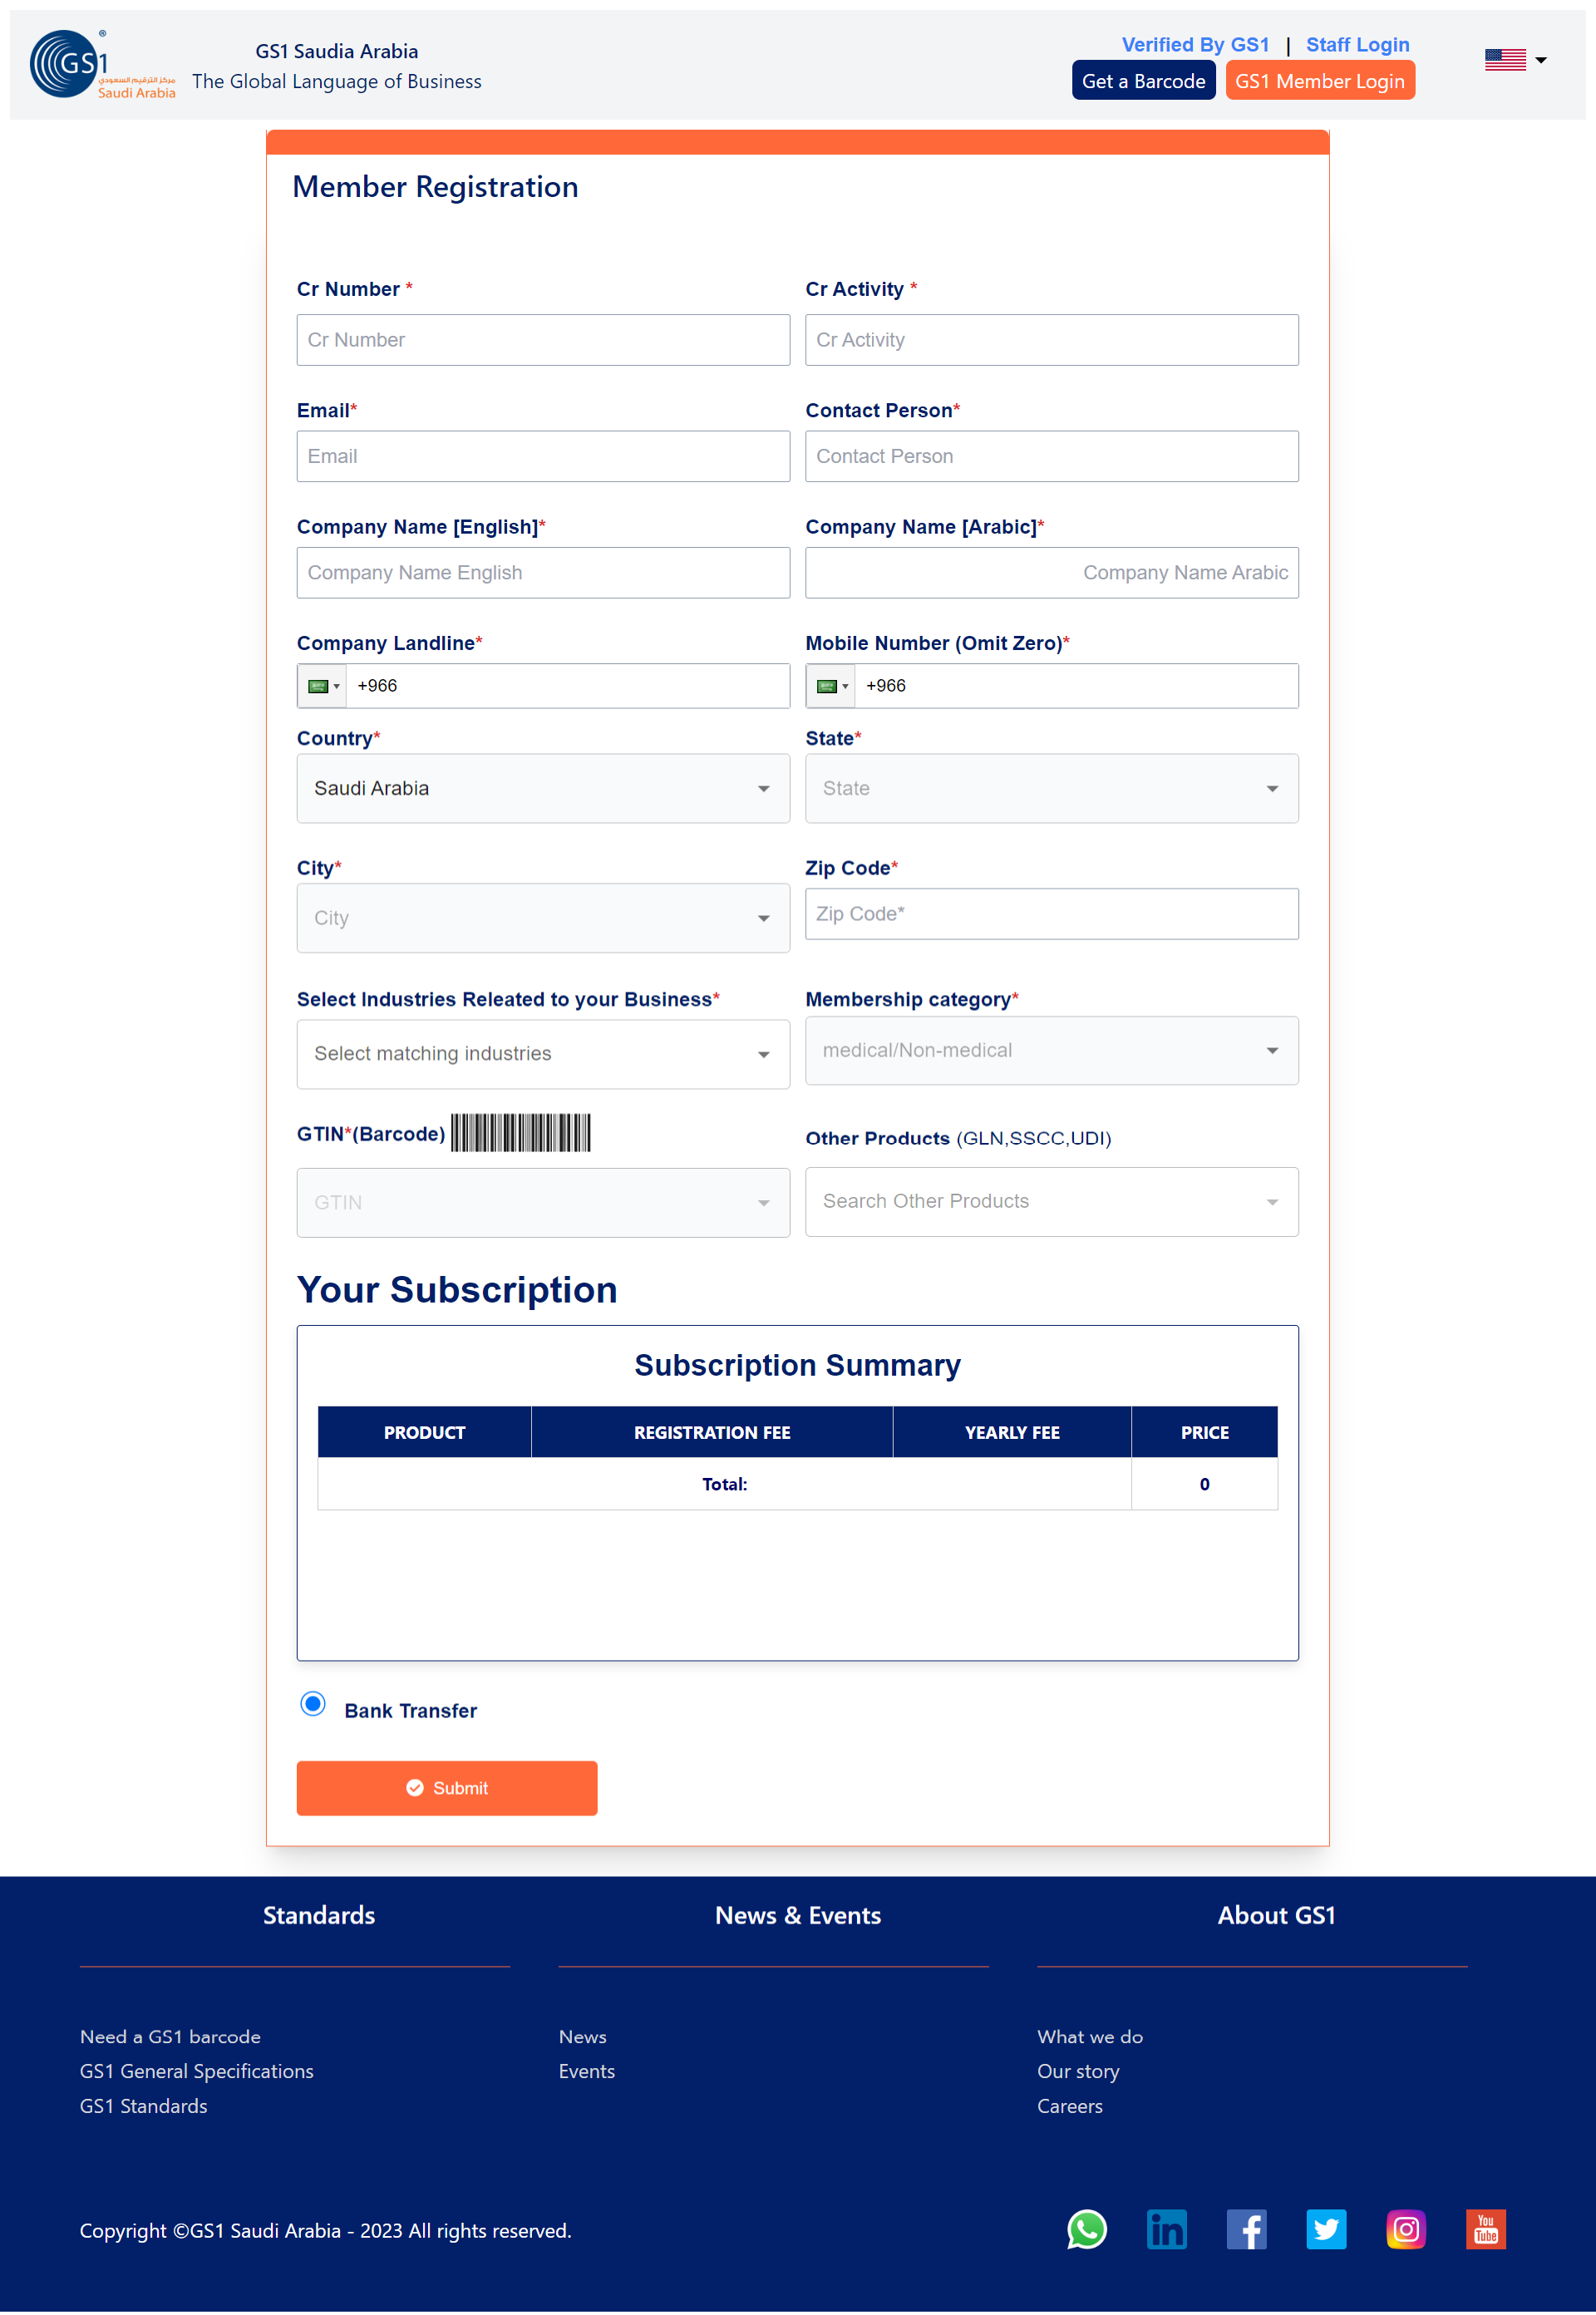 GS1
®
مركز الترقيم السعودي
Saudi Arabia
GS1 Saudia Arabia
The Global Language of Business
Verified By GS1 | Staff Login
Get a Barcode GS1 Member Login
Member Registration
Cr Number * Cr Activity *
Cr Number Cr Activity
Email* Contact Person*
Email Contact Person
Company Name [English]* Company Name [Arabic]*
Company Name English Company Name Arabic
Company Landline* Mobile Number (Omit Zero)*
+966 +966
Country* State*
Saudi Arabia State
City* Zip Code*
City Zip Code*
Select Industries Releated to your Business* Membership category*
Select matching industries medical/Non-medical
GTIN*(Barcode) Other Products (GLN,SSCC,UDI)
GTIN Search Other Products
Your Subscription
Subscription Summary
PRODUCT REGISTRATION FEE YEARLY FEE PRICE
Total: 0
Bank Transfer
Submit
Standards News & Events About GS1
Need a GS1 barcode News What we do
GS1 General Specifications Events Our story
GS1 Standards Careers
Copyright ©GS1 Saudi Arabia - 2023 All rights reserved.
in f You Tube